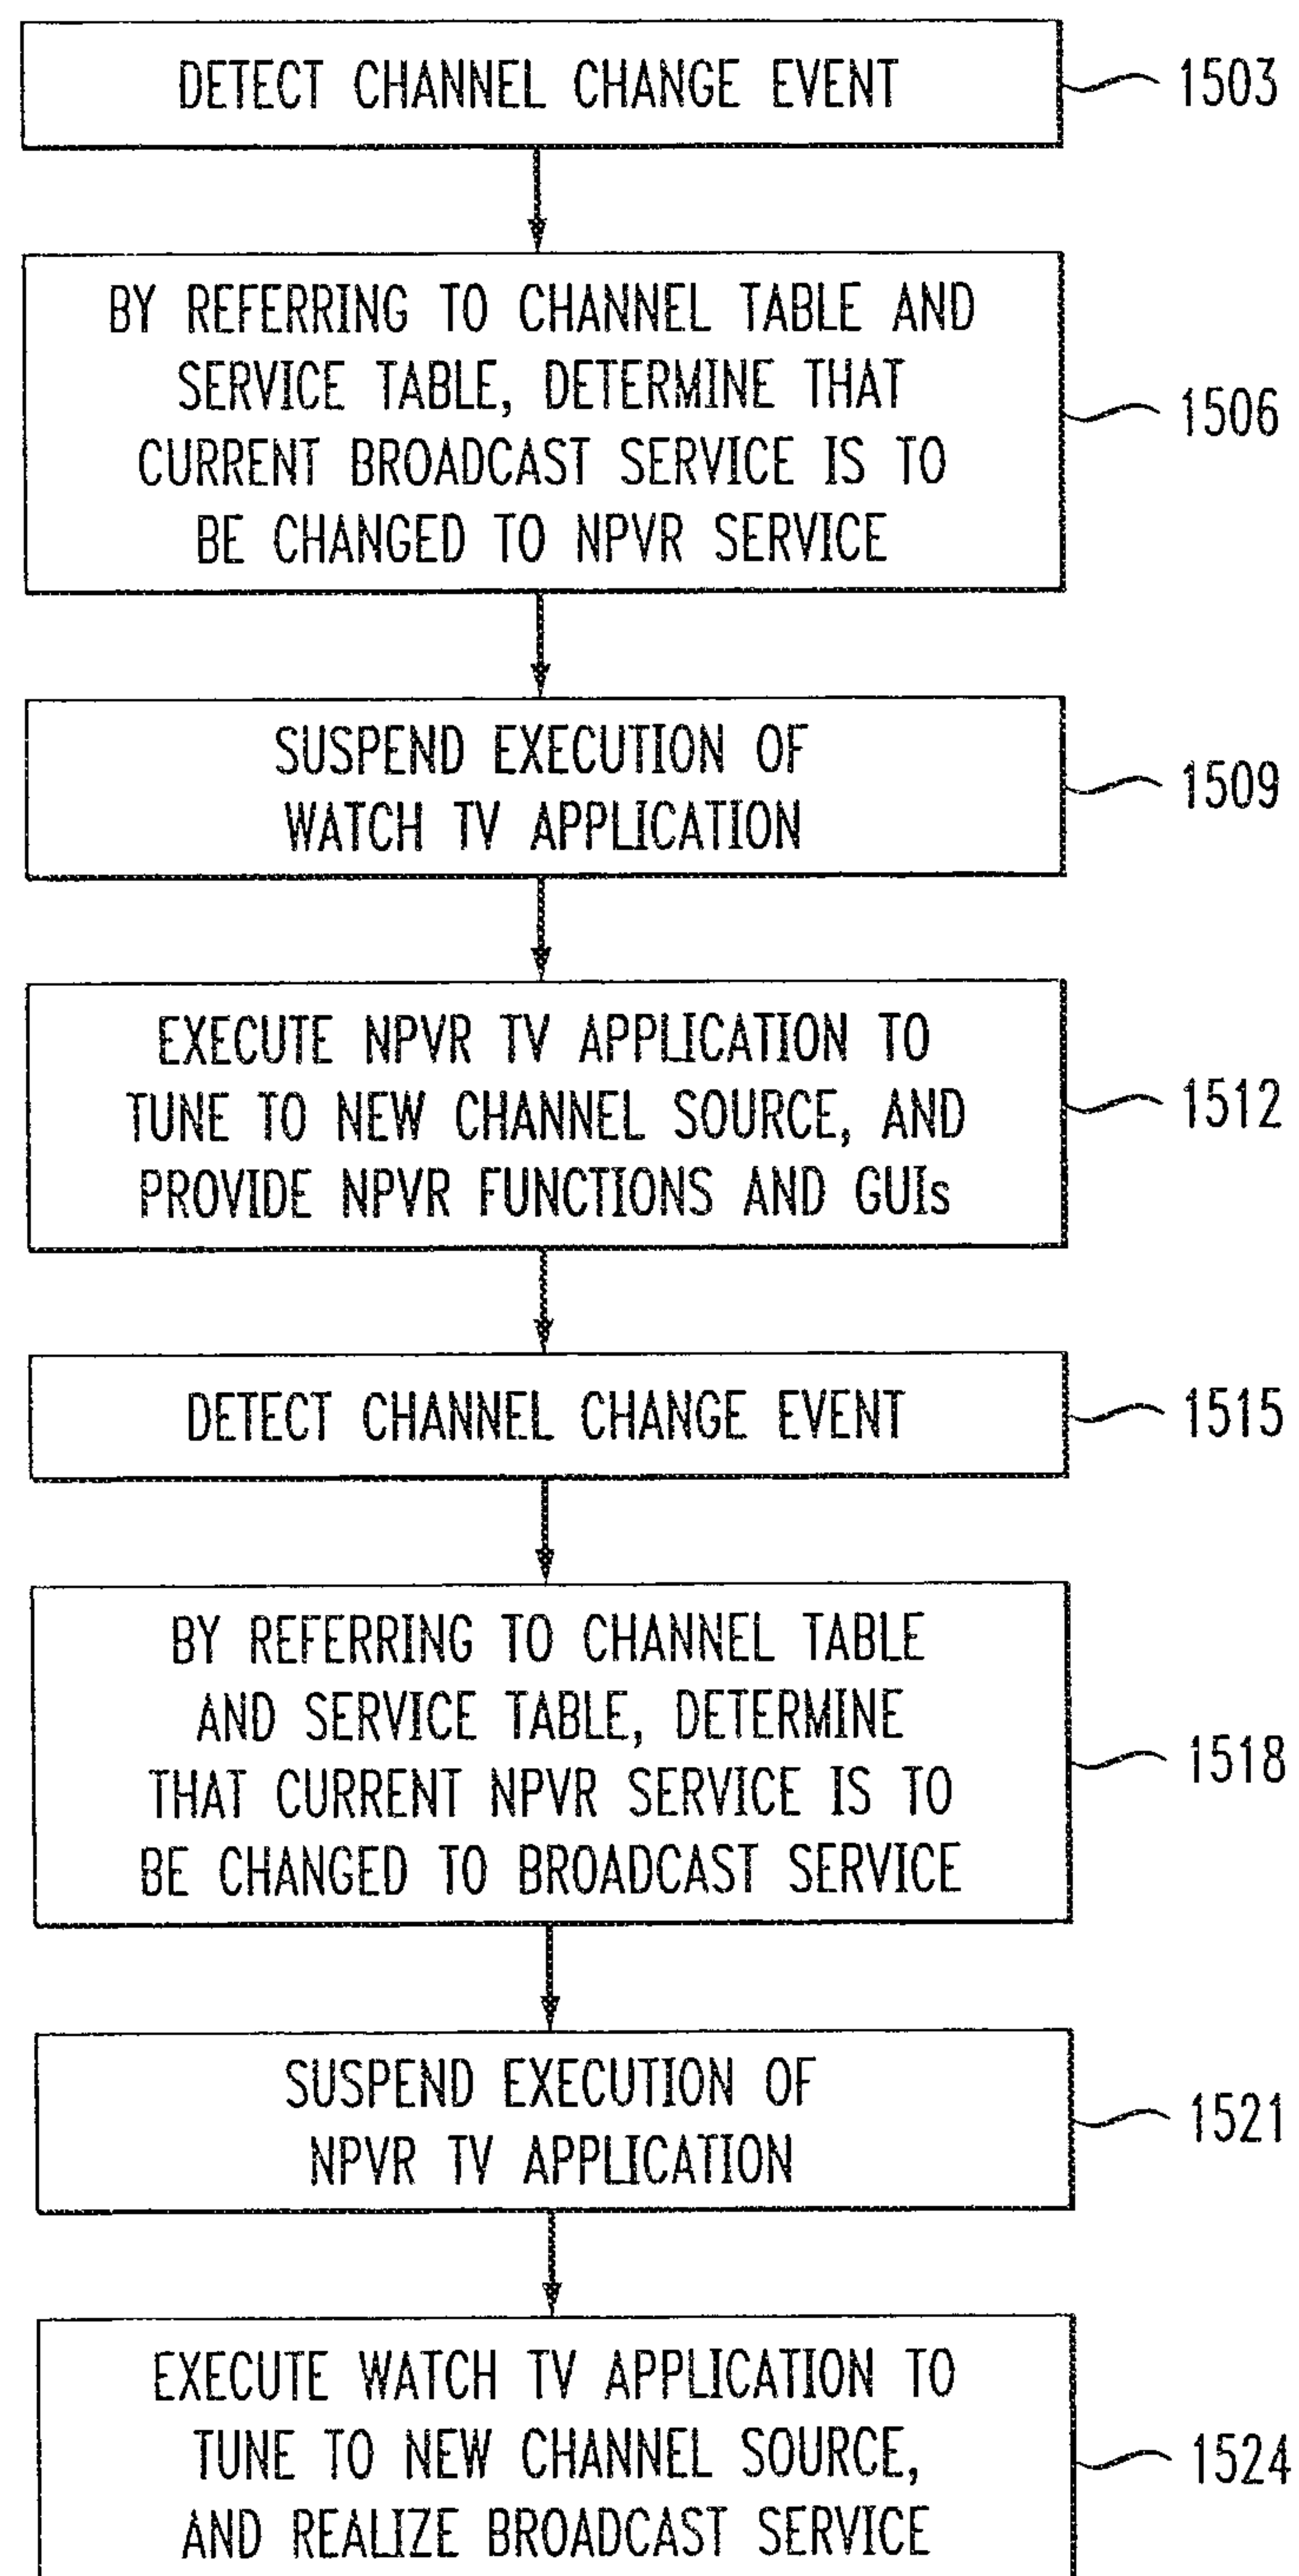 DETECT CHANNEL CHANGE EVENT
1503
BY REFERRING TO CHANNEL TABLE AND
SERVICE TABLE, DETERMINE THAT
CURRENT BROADCAST SERVICE IS TO
BE CHANGED TO NPVR SERVICE
1506
SUSPEND EXECUTION OF
WATCH TV APPLICATION
1509
EXECUTE NPVR TV APPLICATION TO
TUNE TO NEW CHANNEL SOURCE, AND
PROVIDE NPVR FUNCTIONS AND GUIs
1512
DETECT CHANNEL CHANGE EVENT
1515
BY REFERRING TO CHANNEL TABLE
AND SERVICE TABLE, DETERMINE
THAT CURRENT NPVR SERVICE IS TO
BE CHANGED TO BROADCAST SERVICE
1518
SUSPEND EXECUTION OF
NPVR TV APPLICATION
1521
EXECUTE WATCH TV APPLICATION TO
TUNE TO NEW CHANNEL SOURCE,
AND REALIZE BROADCAST SERVICE
1524